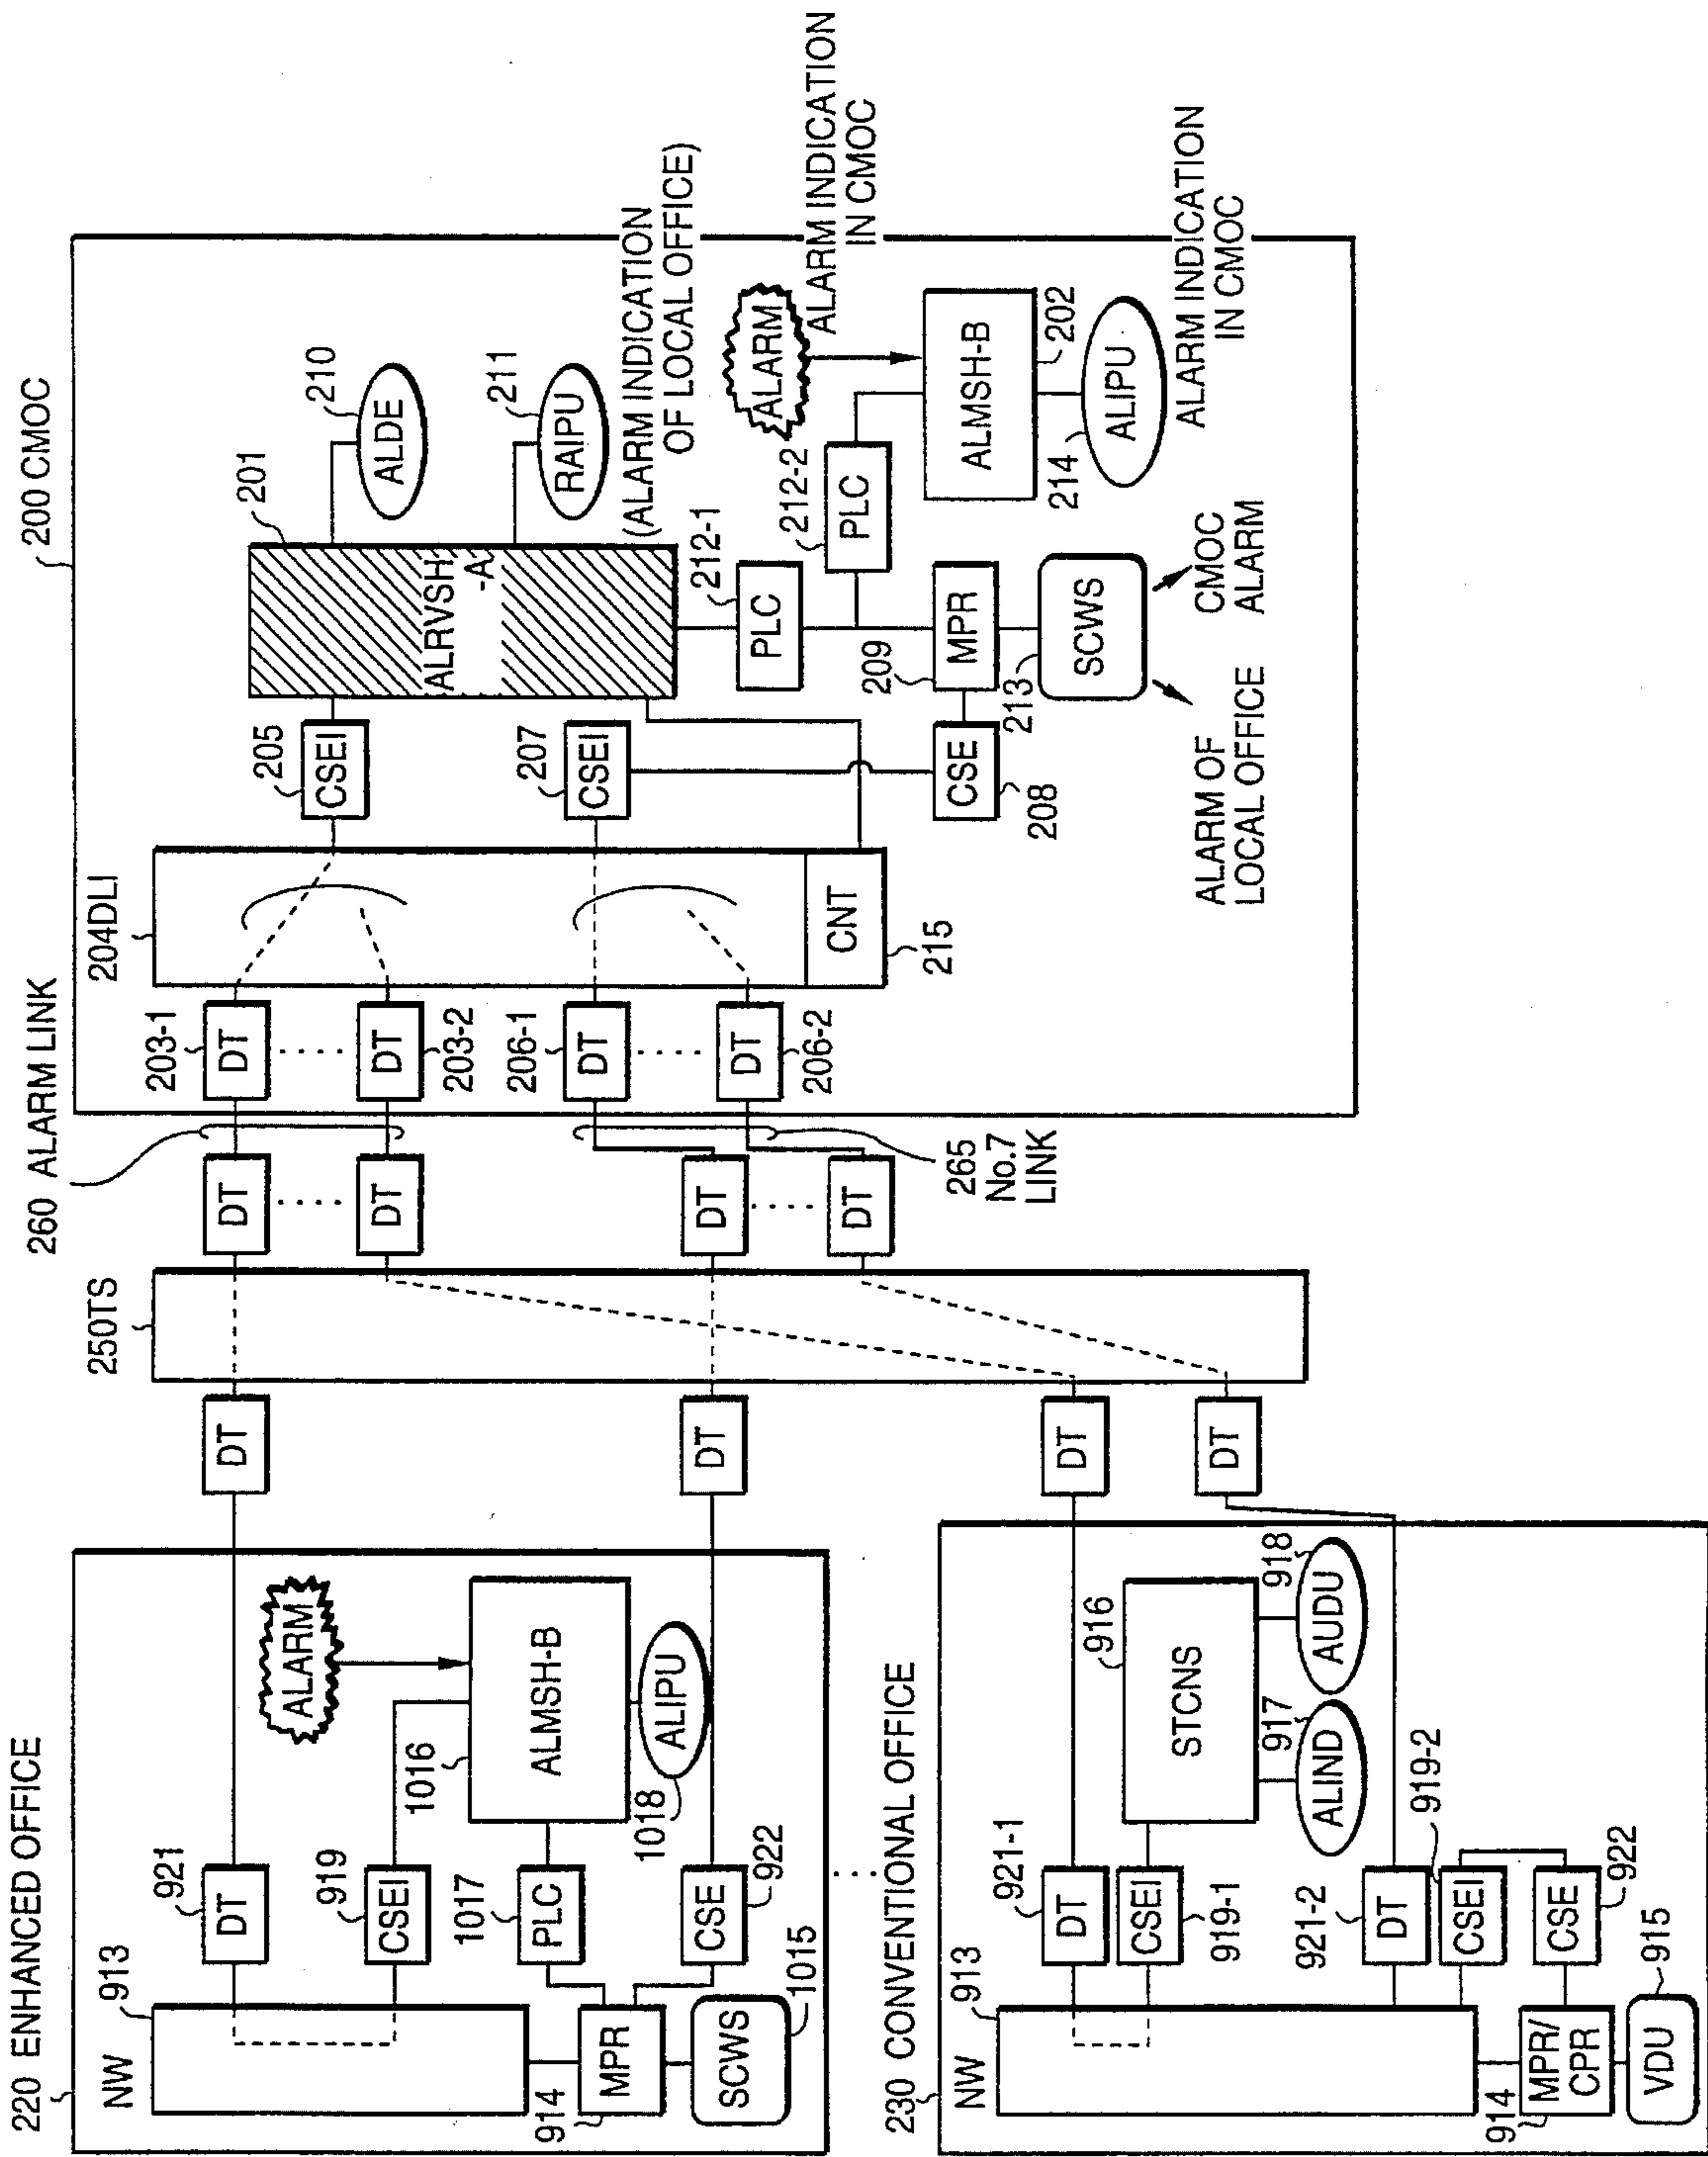 200 CMOC
260 ALARM LINK
250TS
204DLI
203-1
DT
DT
203-2
206-1
DT
DT
206-2
CNT
215
205
CSEI
207
CSEI
201
ALRVSH
-A
210
ALDE
211
RAIPU
(ALARM INDICATION
OF LOCAL OFFICE)
212-1
PLC
212-2
PLC
209
MPR
CSE
208
213
SCWS
ALARM OF
LOCAL OFFICE
CMOC
ALARM
ALARM
ALARM INDICATION
IN CMOC
ALMSH-B
202
214
ALIPU
ALARM INDICATION
IN CMOC
DT
DT
DT
DT
265
No.7
LINK
DT
DT
DT
DT
220 ENHANCED OFFICE
NW
913
921
DT
919
CSEI
1016
ALARM
ALMSH-B
1017
PLC
1018
ALIPU
CSE
922
914
MPR
SCWS
1015
230 CONVENTIONAL OFFICE
NW
913
921-1
DT
CSEI
919-1
916
STCNS
917
ALIND
918
AUDU
921-2
DT
919-2
CSEI
CSE
922
914
MPR/
CPR
VDU
915